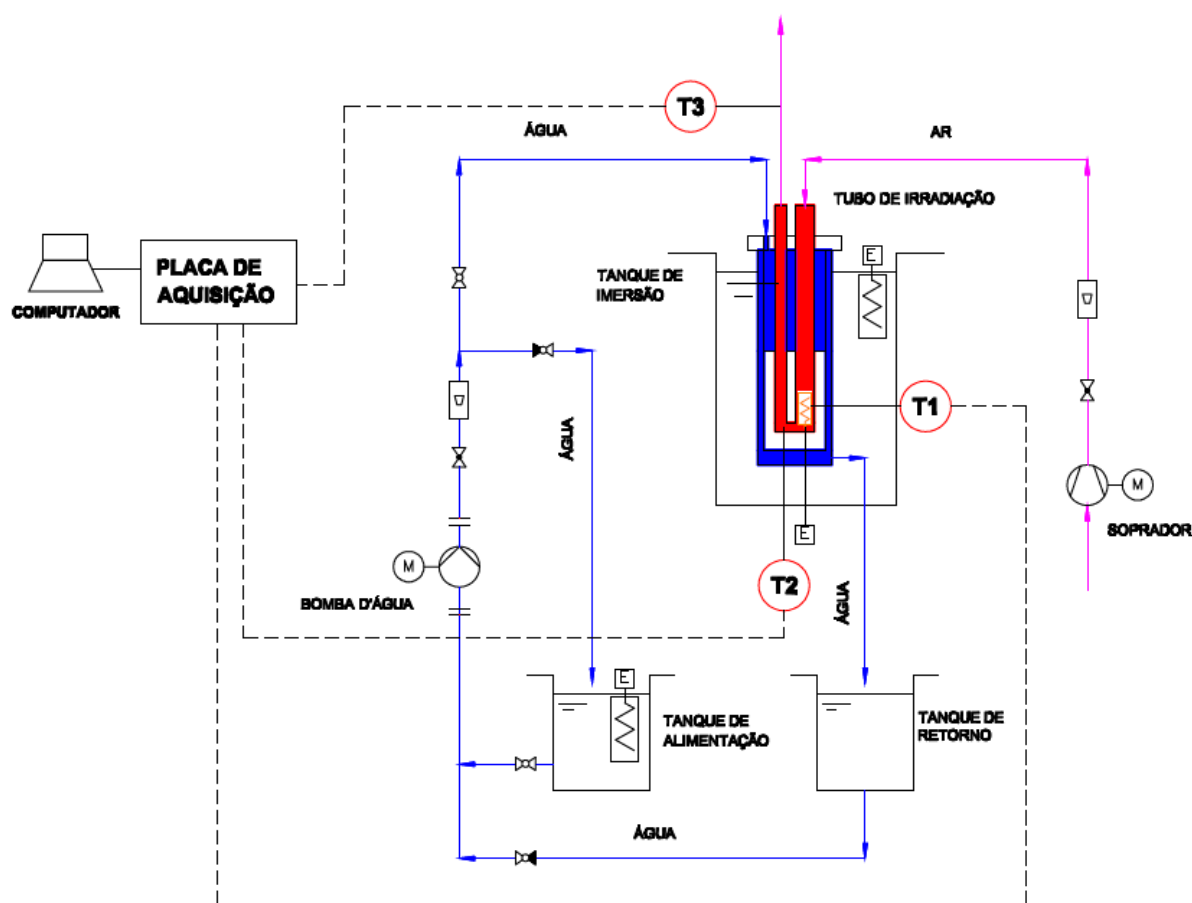 T3
ÁGUA
AR
TUBO DE IRRADIAÇÃO
PLACA DE
AQUISIÇÃO
COMPUTADOR
TANQUE DE
IMERSÃO
E
T1
ÁGUA
M
SOPRADOR
E
M
T2
BOMBA D'ÁGUA
ÁGUA
E
TANQUE DE
ALIMENTAÇÃO
TANQUE DE
RETORNO
ÁGUA